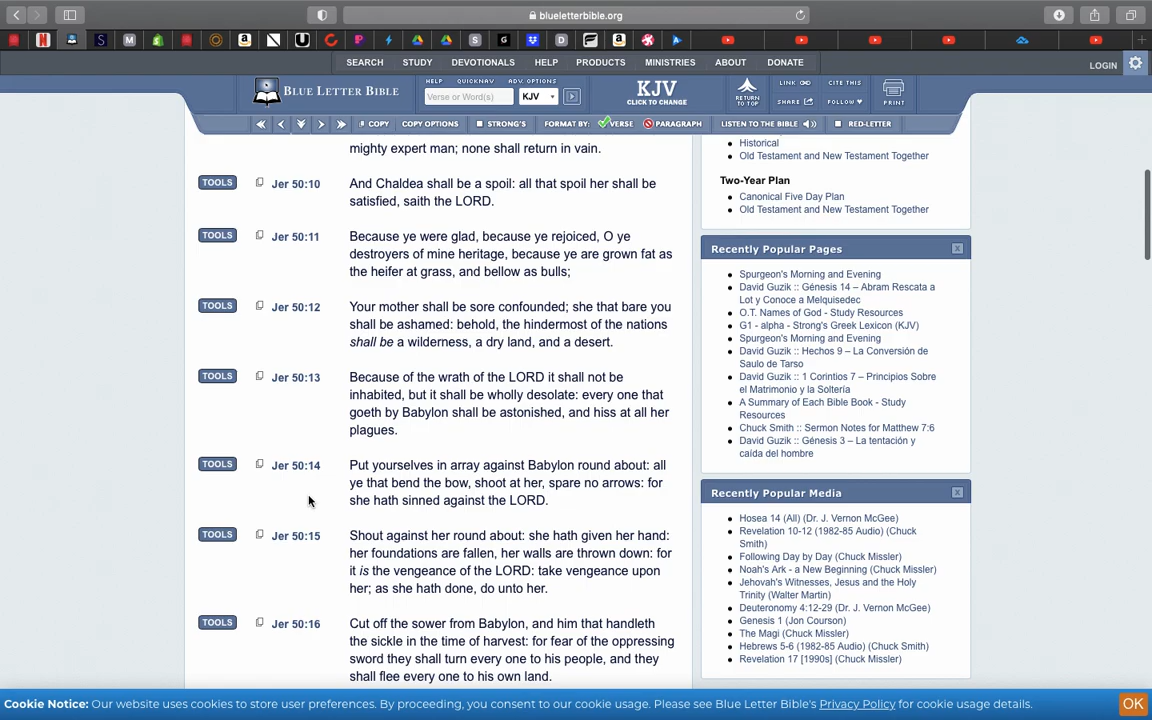 blueletterbible.org
SEARCH STUDY DEVOTIONALS HELP PRODUCTS MINISTRIES ABOUT DONATE
LOGIN
BLUE LETTER BIBLE
HELP QUICKNAV ADV. OPTIONS
Verse or Word(s)
KJV
KJV
CLICK TO CHANGE
RETURN TO TOP
LINK
CITE THIS
SHARE
FOLLOW
PRINT
COPY COPY OPTIONS STRONG'S FORMAT BY: VERSE PARAGRAPH LISTEN TO THE BIBLE RED-LETTER
mighty expert man; none shall return in vain.
TOOLS Jer 50:10 And Chaldea shall be a spoil: all that spoil her shall be
satisfied, saith the LORD.
TOOLS Jer 50:11 Because ye were glad, because ye rejoiced, O ye
destroyers of mine heritage, because ye are grown fat as
the heifer at grass, and bellow as bulls;
TOOLS Jer 50:12 Your mother shall be sore confounded; she that bare you
shall be ashamed: behold, the hindermost of the nations
shall be a wilderness, a dry land, and a desert.
TOOLS Jer 50:13 Because of the wrath of the LORD it shall not be
inhabited, but it shall be wholly desolate: every one that
goeth by Babylon shall be astonished, and hiss at all her
plagues.
TOOLS Jer 50:14 Put yourselves in array against Babylon round about: all
ye that bend the bow, shoot at her, spare no arrows: for
she hath sinned against the LORD.
TOOLS Jer 50:15 Shout against her round about: she hath given her hand:
her foundations are fallen, her walls are thrown down: for
it is the vengeance of the LORD: take vengeance upon
her; as she hath done, do unto her.
TOOLS Jer 50:16 Cut off the sower from Babylon, and him that handleth
the sickle in the time of harvest: for fear of the oppressing
sword they shall turn every one to his people, and they
shall flee every one to his own land.
Historical
Old Testament and New Testament Together
Two-Year Plan
Canonical Five Day Plan
Old Testament and New Testament Together
Recently Popular Pages
Spurgeon's Morning and Evening
David Guzik :: Génesis 14 – Abram Rescata a
Lot y Conoce a Melquisedec
O.T. Names of God - Study Resources
G1 - alpha - Strong's Greek Lexicon (KJV)
Spurgeon's Morning and Evening
David Guzik :: Hechos 9 – La Conversión de
Saulo de Tarso
David Guzik :: 1 Corintios 7 – Principios Sobre
el Matrimonio y la Soltería
A Summary of Each Bible Book - Study
Resources
Chuck Smith :: Sermon Notes for Matthew 7:6
David Guzik :: Génesis 3 – La tentación y
caída del hombre
Recently Popular Media
Hosea 14 (All) (Dr. J. Vernon McGee)
Revelation 10-12 (1982-85 Audio) (Chuck
Smith)
Following Day by Day (Chuck Missler)
Noah's Ark - a New Beginning (Chuck Missler)
Jehovah's Witnesses, Jesus and the Holy
Trinity (Walter Martin)
Deuteronomy 4:12-29 (Dr. J. Vernon McGee)
Genesis 1 (Jon Courson)
The Magi (Chuck Missler)
Hebrews 5-6 (1982-85 Audio) (Chuck Smith)
Revelation 17 [1990s] (Chuck Missler)
Cookie Notice: Our website uses cookies to store user preferences. By proceeding, you consent to our cookie usage. Please see Blue Letter Bible's Privacy Policy for cookie usage details.
OK